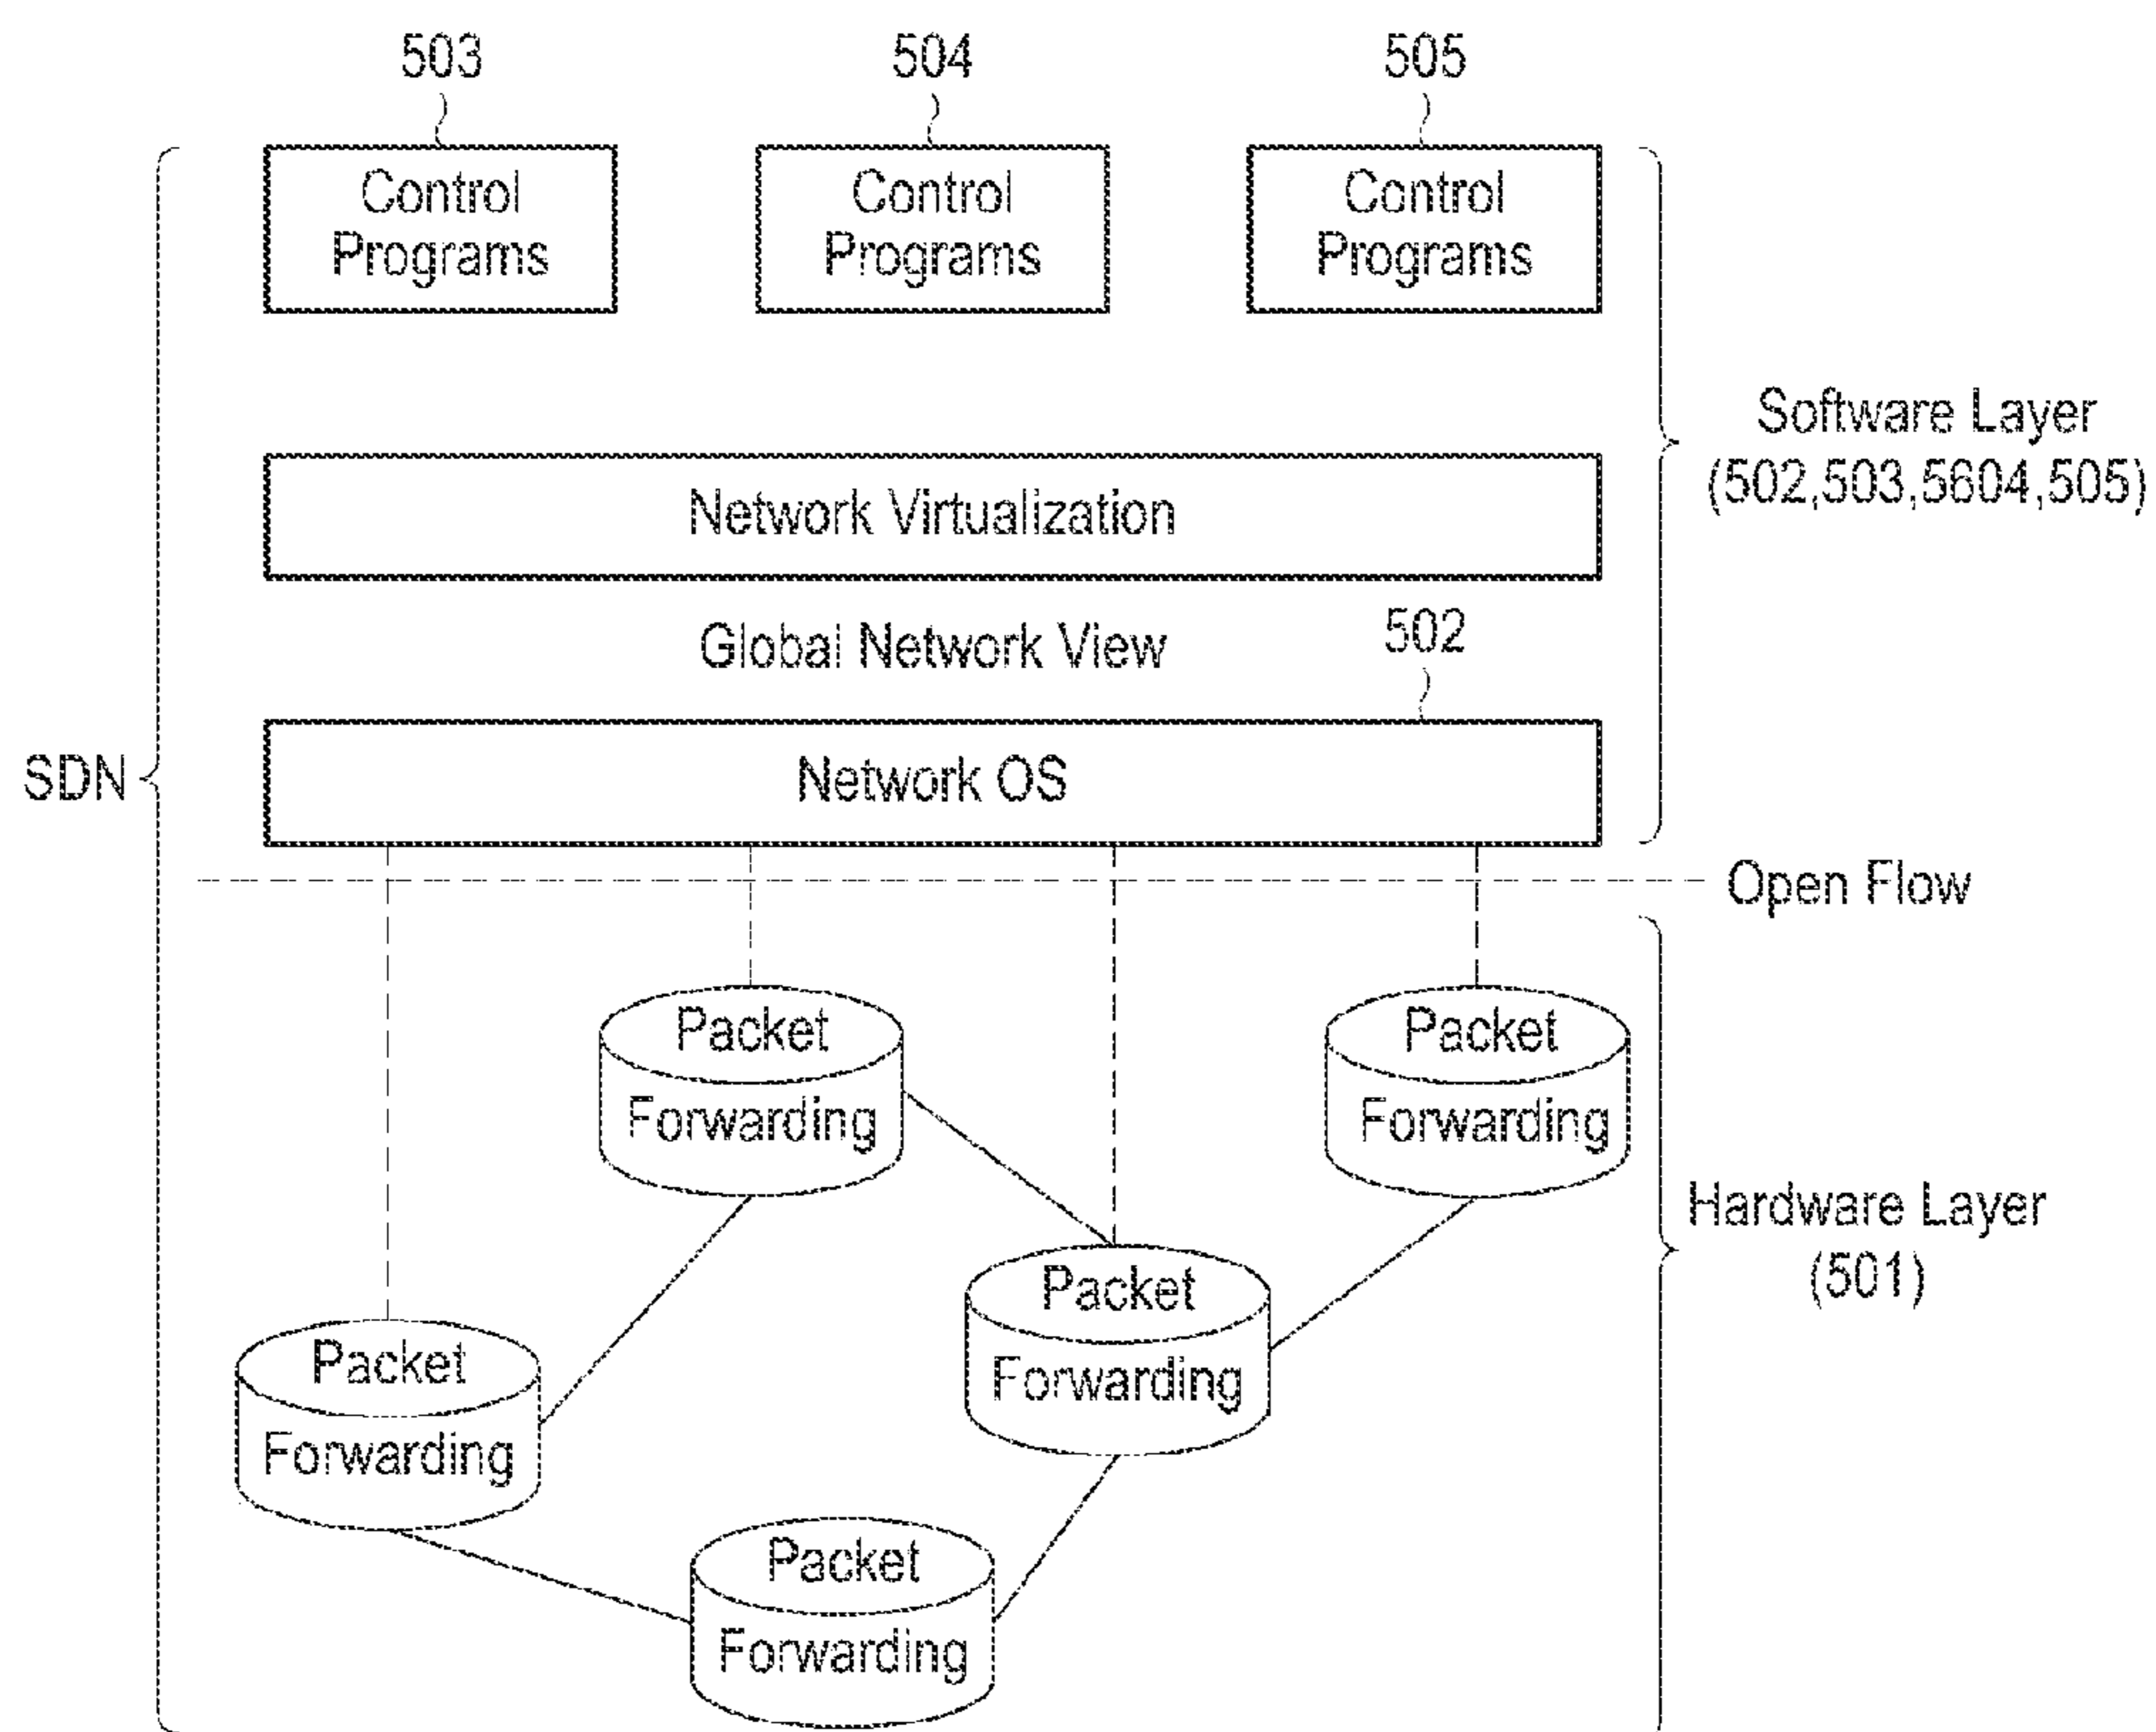 503
504
505
Control
Programs
Control
Programs
Control
Programs
Software Layer
(502,503,5604,505)
Network Virtualization
Global Network View
502
SDN
Network OS
Open Flow
Packet
Forwarding
Packet
Forwarding
Hardware Layer
(501)
Packet
Forwarding
Packet
Forwarding
Packet
Forwarding